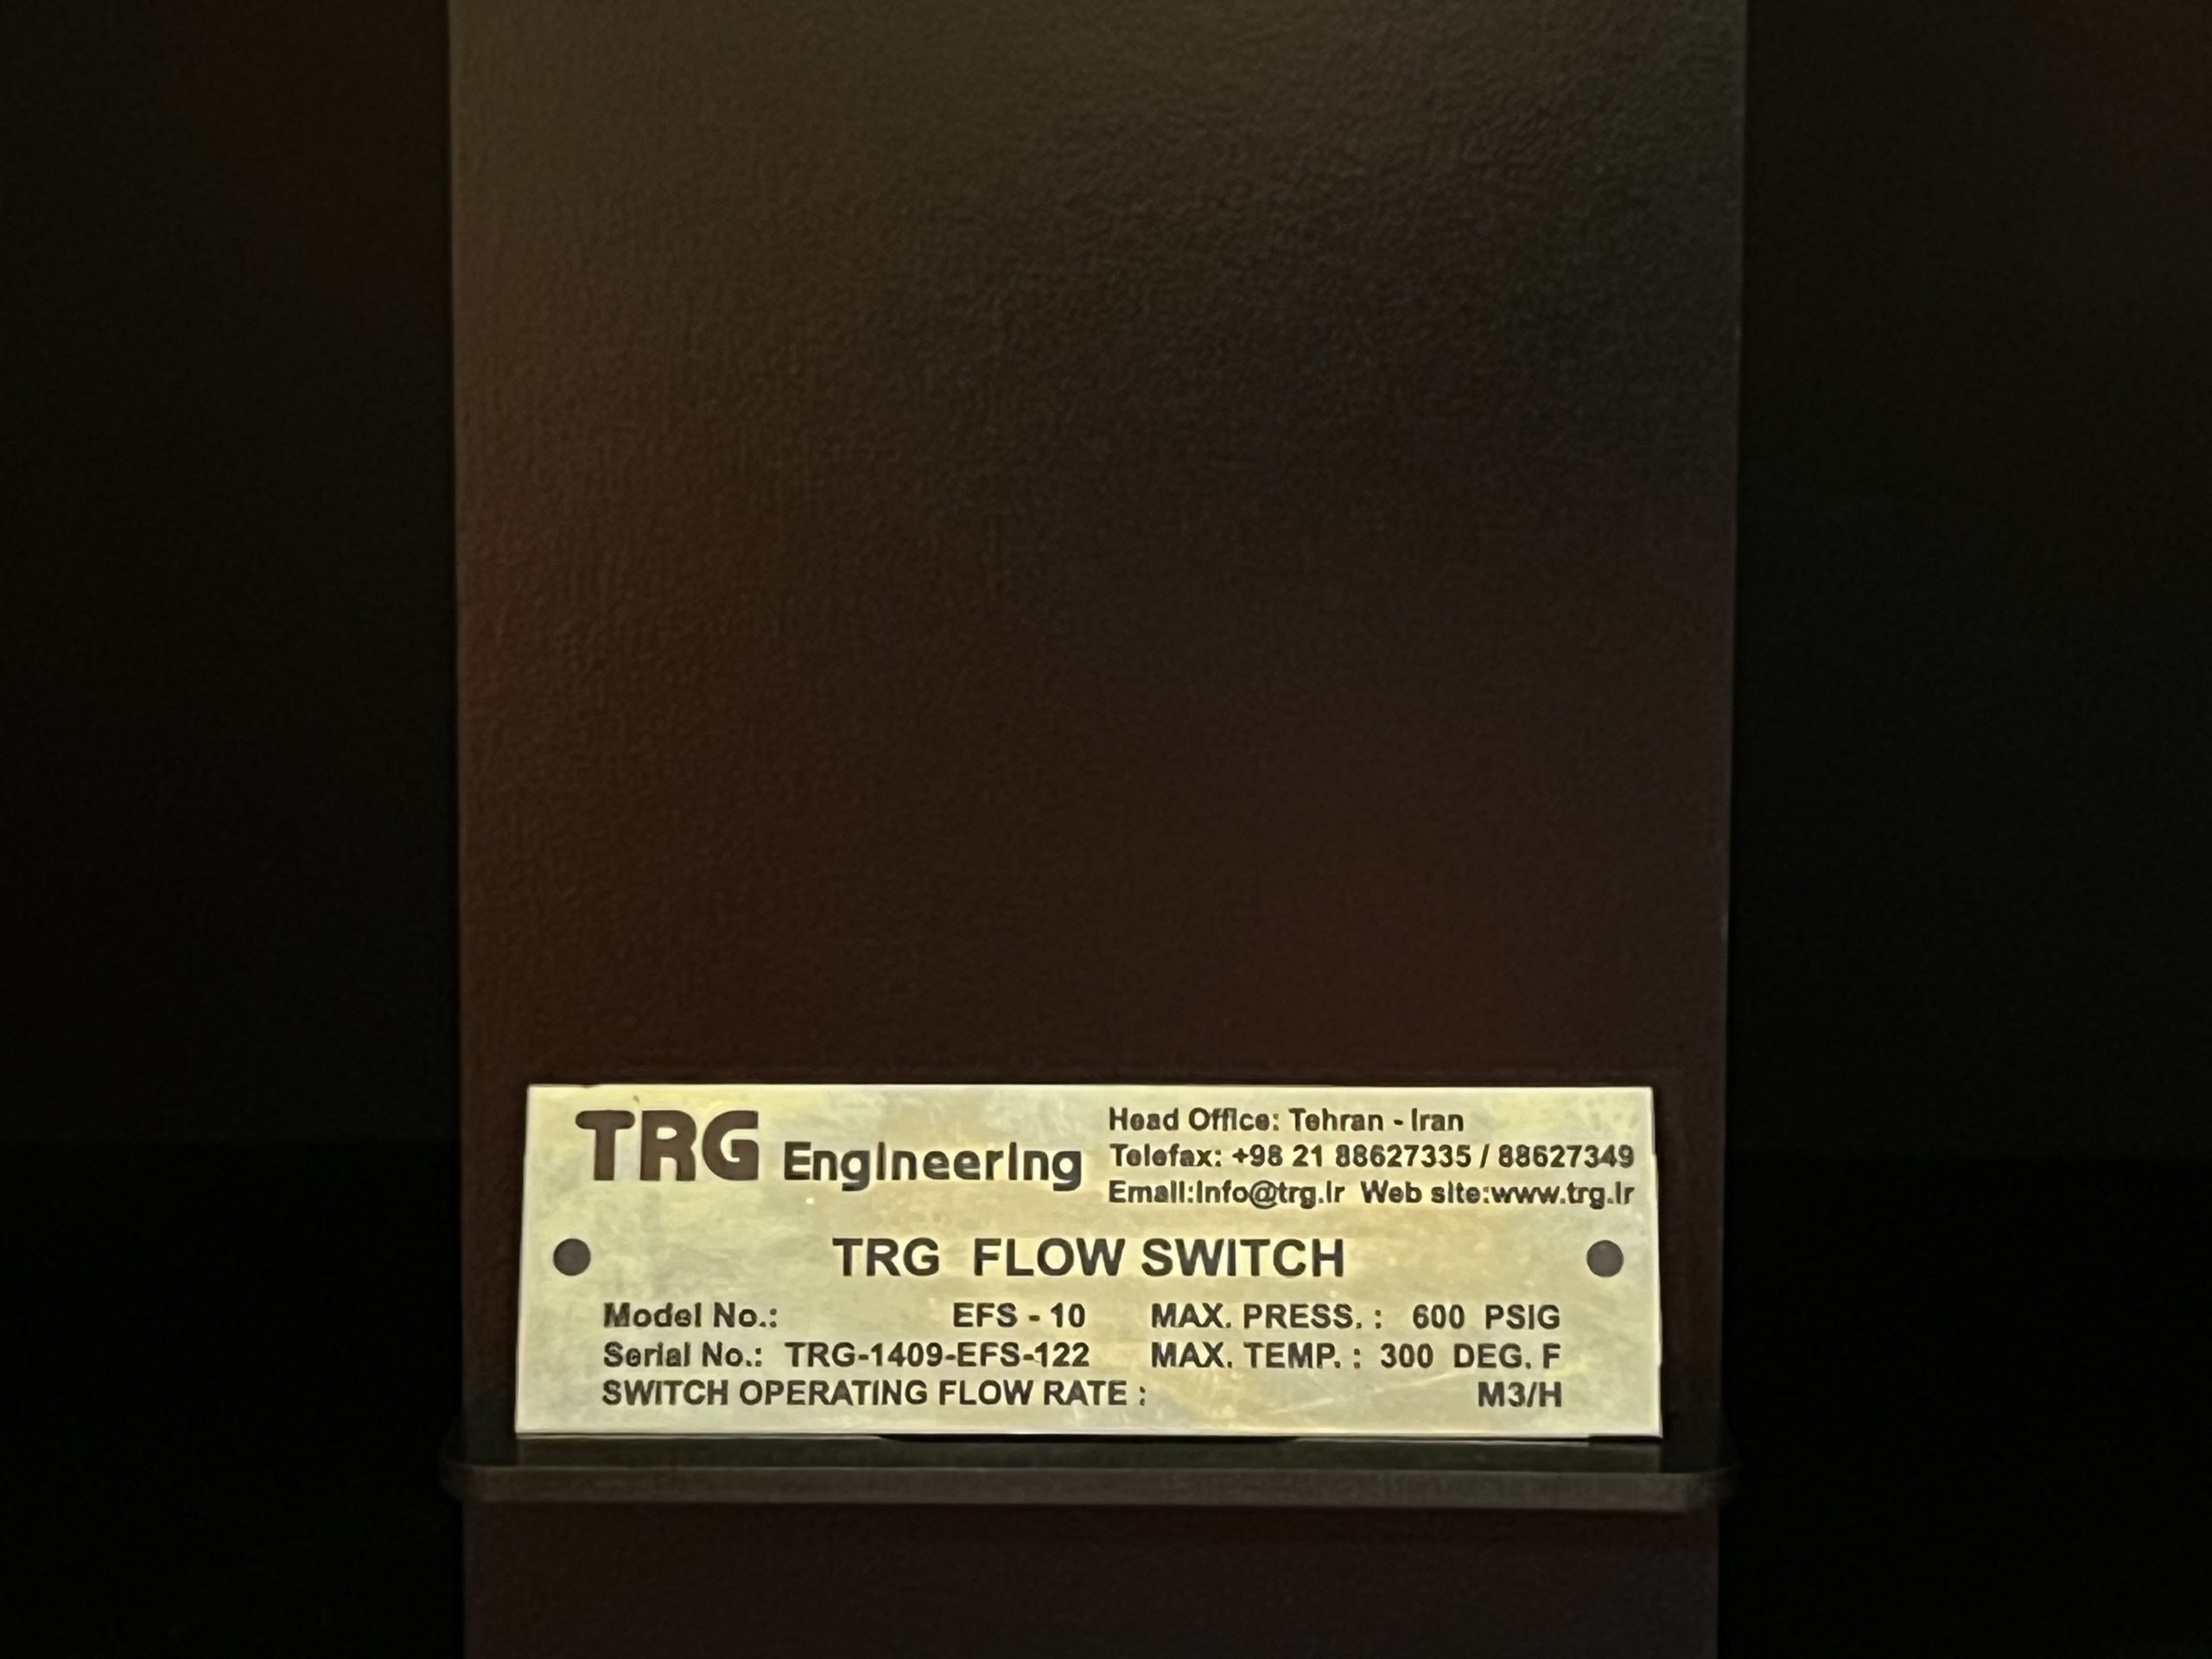 TRG Engineering
Head Office: Tehran - Iran
Telefax: +98 21 88627335 / 88627349
Email:Info@trg.ir Web site:www.trg.ir
TRG FLOW SWITCH
Model No.: EFS - 10 MAX. PRESS. : 600 PSIG
Serial No.: TRG-1409-EFS-122 MAX. TEMP. : 300 DEG. F
SWITCH OPERATING FLOW RATE : M3/H